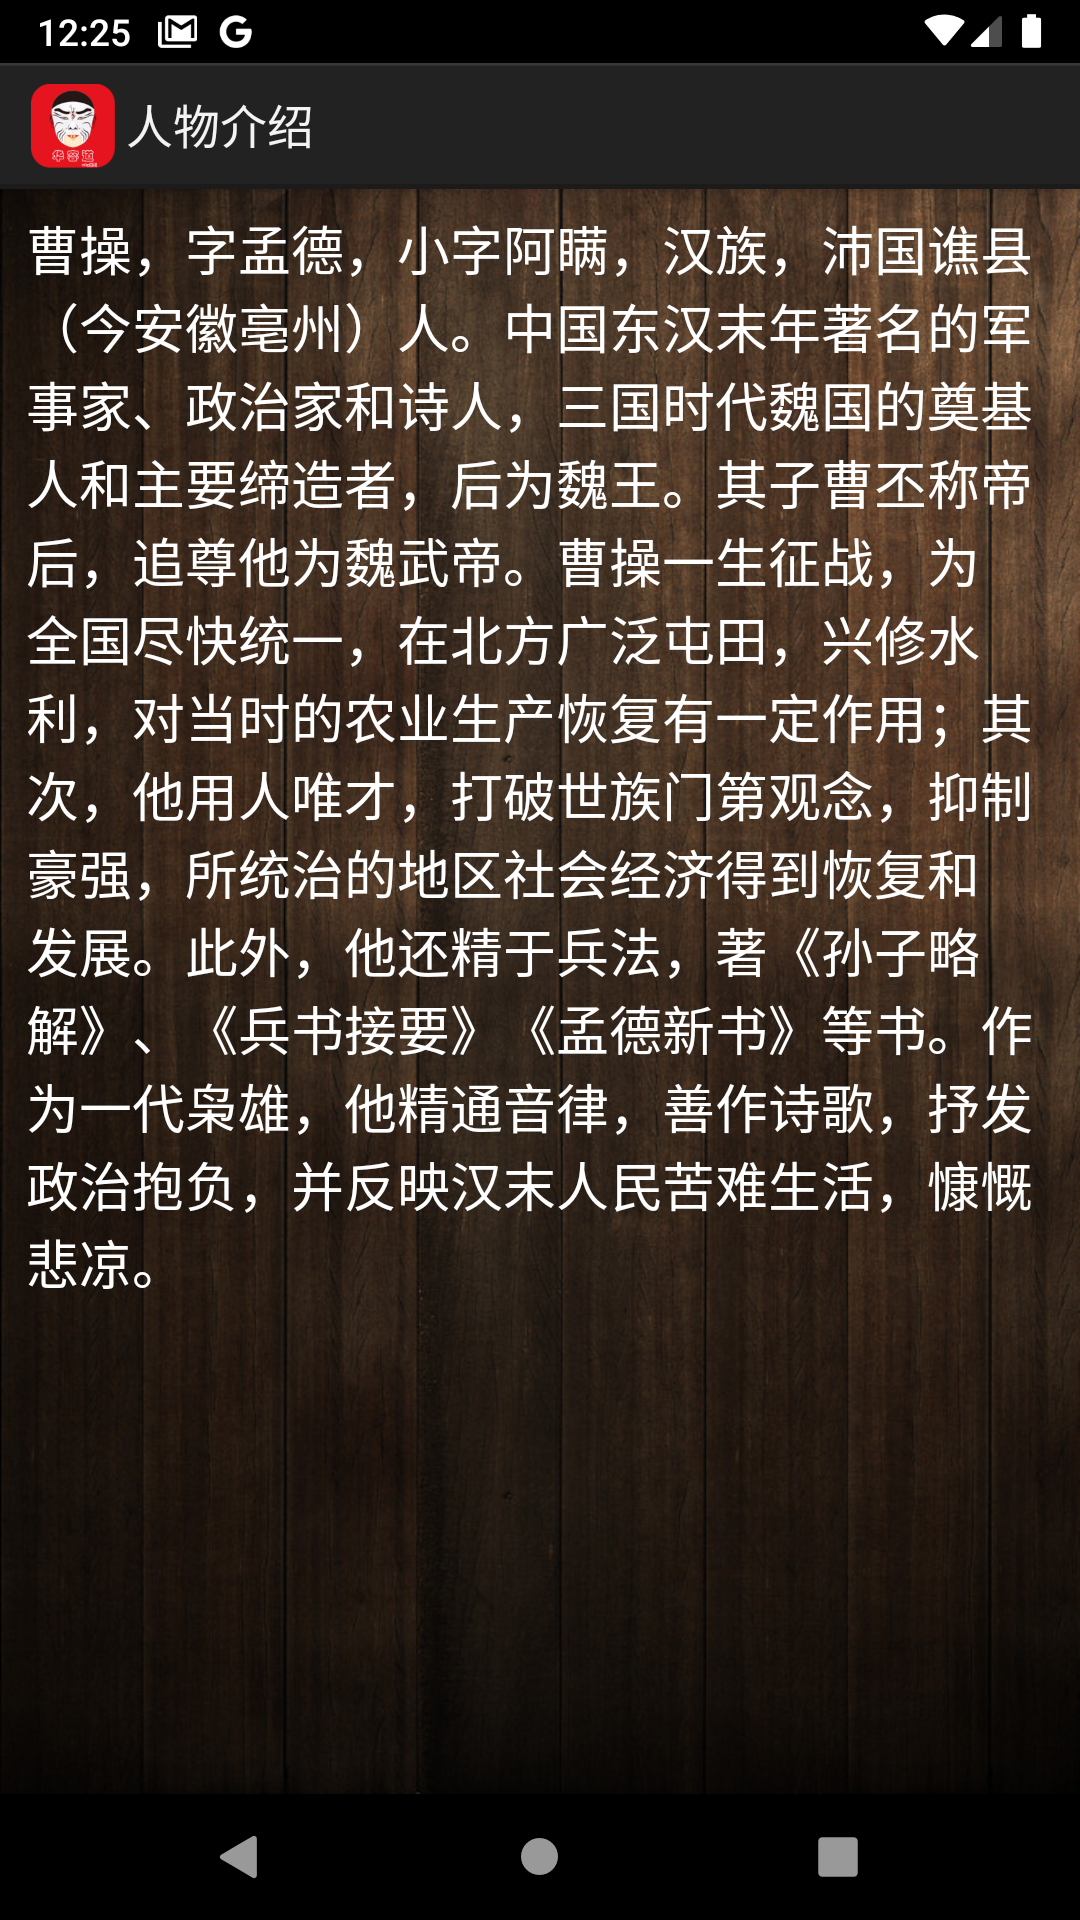 12:25
华容道
人物介绍
曹操，字孟德，小字阿瞒，汉族，沛国谯县
（今安徽亳州）人。中国东汉末年著名的军
事家、政治家和诗人，三国时代魏国的奠基
人和主要缔造者，后为魏王。其子曹丕称帝
后，追尊他为魏武帝。曹操一生征战，为
全国尽快统一，在北方广泛屯田，兴修水
利，对当时的农业生产恢复有一定作用；其
次，他用人唯才，打破世族门第观念，抑制
豪强，所统治的地区社会经济得到恢复和
发展。此外，他还精于兵法，著《孙子略
解》、《兵书接要》《孟德新书》等书。作
为一代枭雄，他精通音律，善作诗歌，抒发
政治抱负，并反映汉末人民苦难生活，慷慨
悲凉。